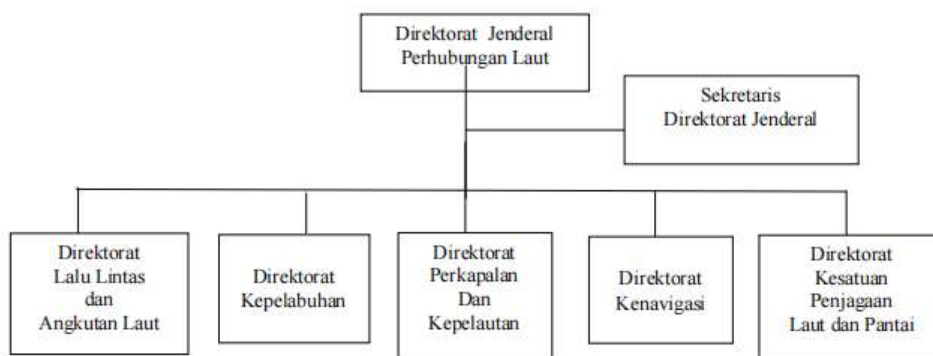 Direktorat Jenderal
Perhubungan Laut
Sekretaris
Direktorat Jenderal
Direktorat
Lalu Lintas
dan
Angkutan Laut
Direktorat
Kepelabuhan
Direktorat
Perkapalan
Dan
Kepelautan
Direktorat
Kenavigasi
Direktorat
Kesatuan
Penjagaan
Laut dan Pantai